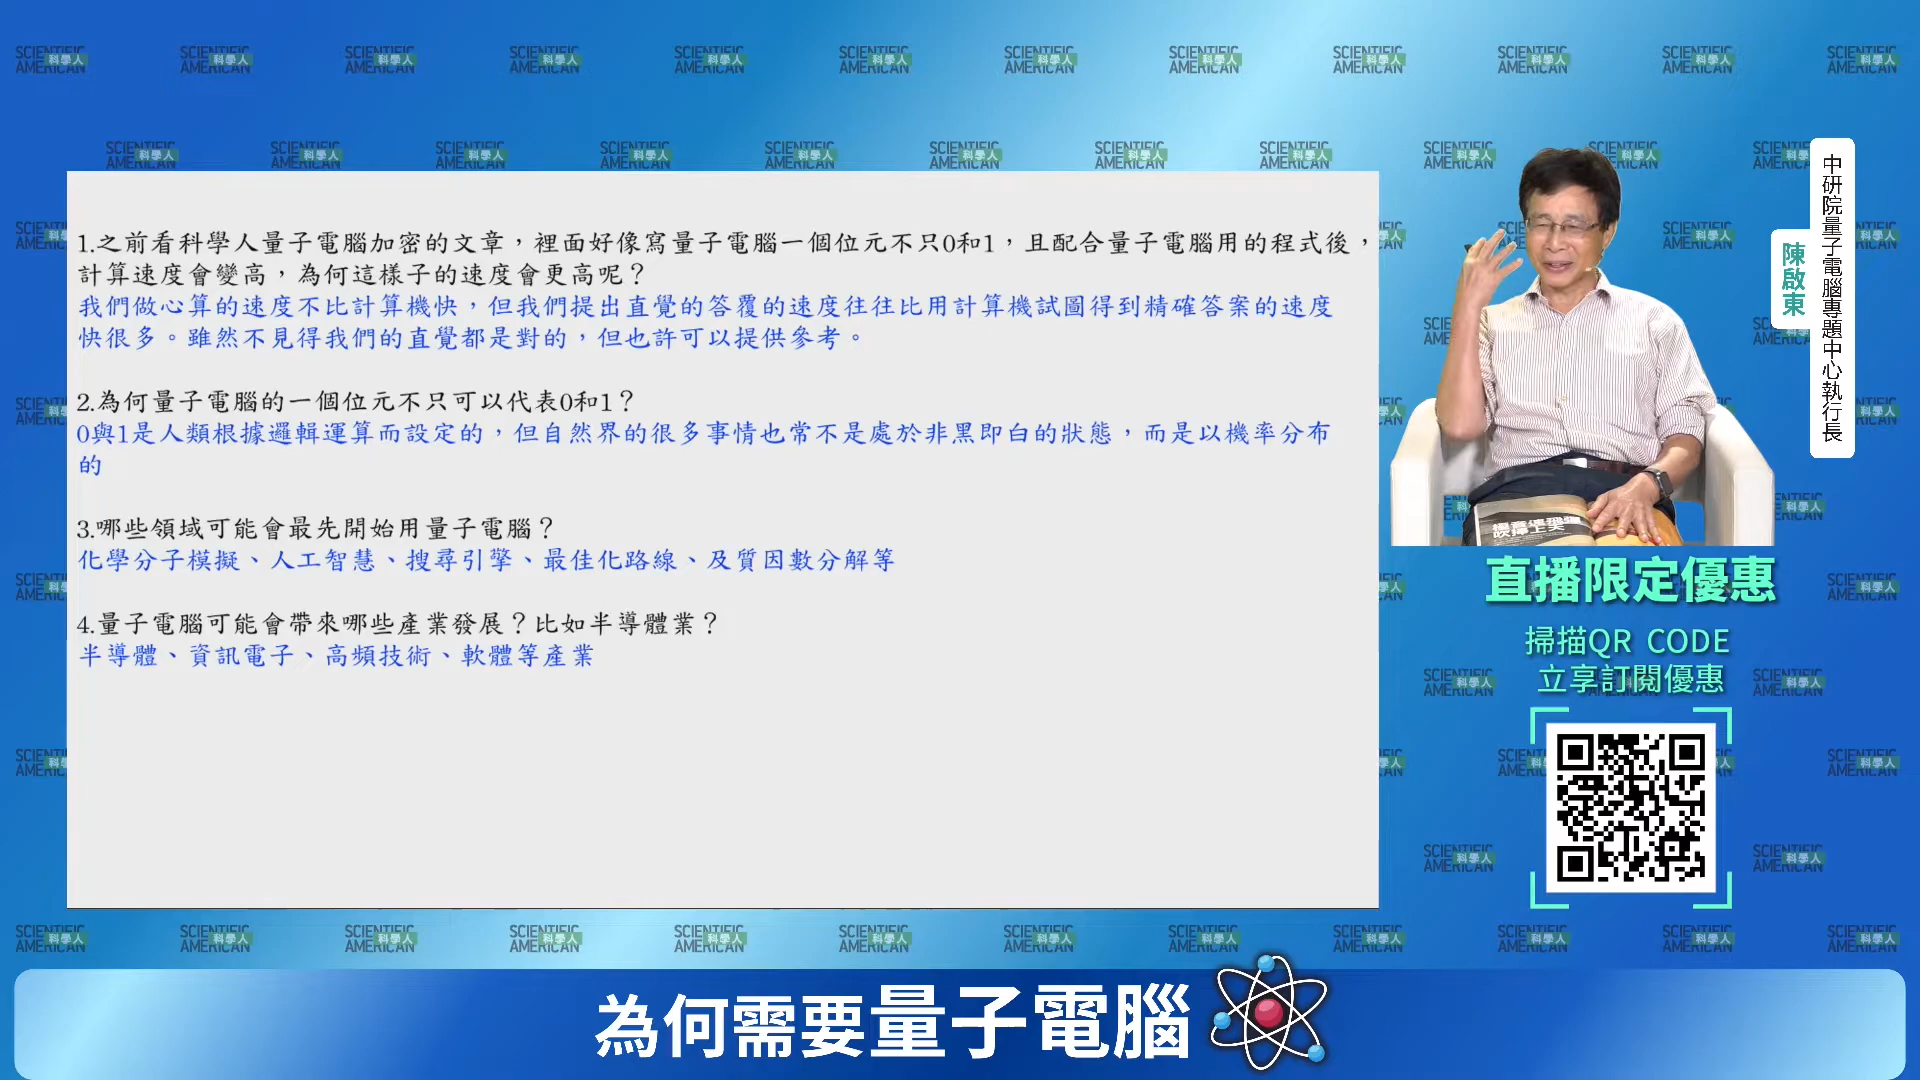 SCIENTIFIC AMERICAN 科學人
1.之前看科學人量子電腦加密的文章，裡面好像寫量子電腦一個位元不只0和1，且配合量子電腦用的程式後，
計算速度會變高，為何這樣子的速度會更高呢？
我們做心算的速度不比計算機快，但我們提出直覺的答覆的速度往往比用計算機試圖得到精確答案的速度
快很多。雖然不見得我們的直覺都是對的，但也許可以提供參考。
2.為何量子電腦的一個位元不只可以代表0和1？
0與1是人類根據邏輯運算而設定的，但自然界的很多事情也常不是處於非黑即白的狀態，而是以機率分布
的
3.哪些領域可能會最先開始用量子電腦？
化學分子模擬、人工智慧、搜尋引擎、最佳化路線、及質因數分解等
4.量子電腦可能會帶來哪些產業發展？比如半導體業？
半導體、資訊電子、高頻技術、軟體等產業
中研院量子電腦專題中心執行長
陳啟東
直播限定優惠
掃描QR CODE
立享訂閱優惠
為何需要量子電腦